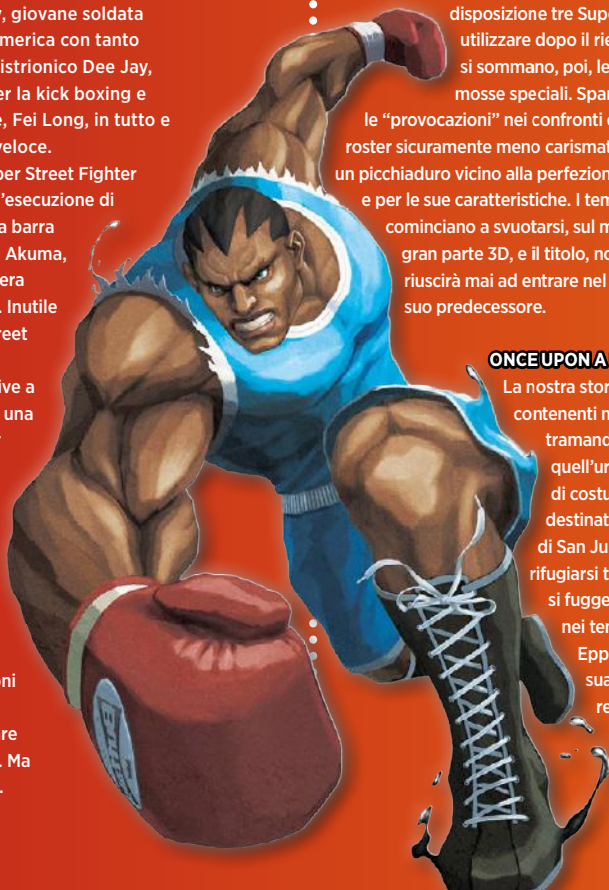 , giovane soldata
merica con tanto
istrionico Dee Jay,
er la kick boxing e
e, Fei Long, in tutto e
veloce.
per Street Fighter
l'esecuzione di
a barra
Akuma,
era
. Inutile
reet
ive a
una
oni
re
. Ma
disposizione tre Supe
utilizzare dopo il rie
si sommano, poi, le
mosse speciali. Spar
le “provocazioni” nei confronti d
roster sicuramente meno carismat
un picchiaduro vicino alla perfezion
e per le sue caratteristiche. I tem
cominciano a svuotarsi, sul m
gran parte 3D, e il titolo, no
riuscirà mai ad entrare nel
suo predecessore.
ONCE UPON A
La nostra stor
contenenti n
tramand
quell'ur
di costu
destinat
di San Ju
rifugiarsi t
si fugge
nei ter
Epp
sua
re